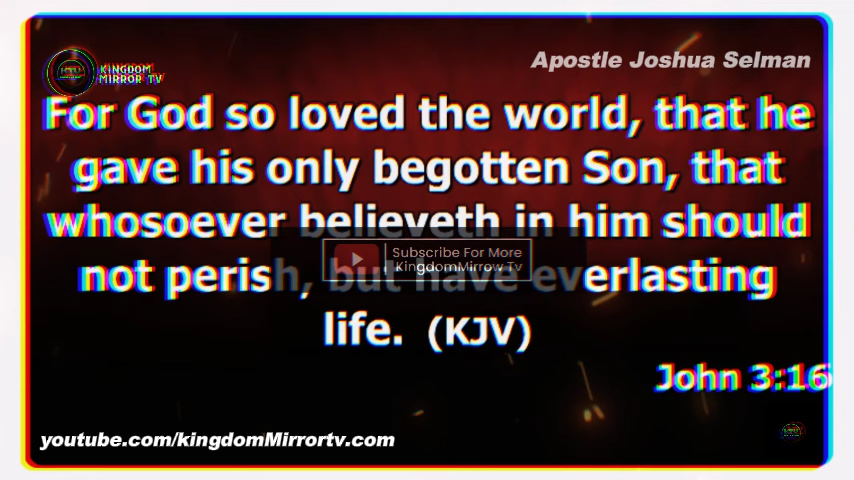 KINGDOM
MIRROR TV
Apostle Joshua Selman
For God so loved the world, that he
gave his only begotten Son, that
whosoever believeth in him should
not perish, but have everlasting
life. (KJV)
Subscribe For More
KingdomMirrow Tv
John 3:16
youtube.com/kingdomMirrortv.com